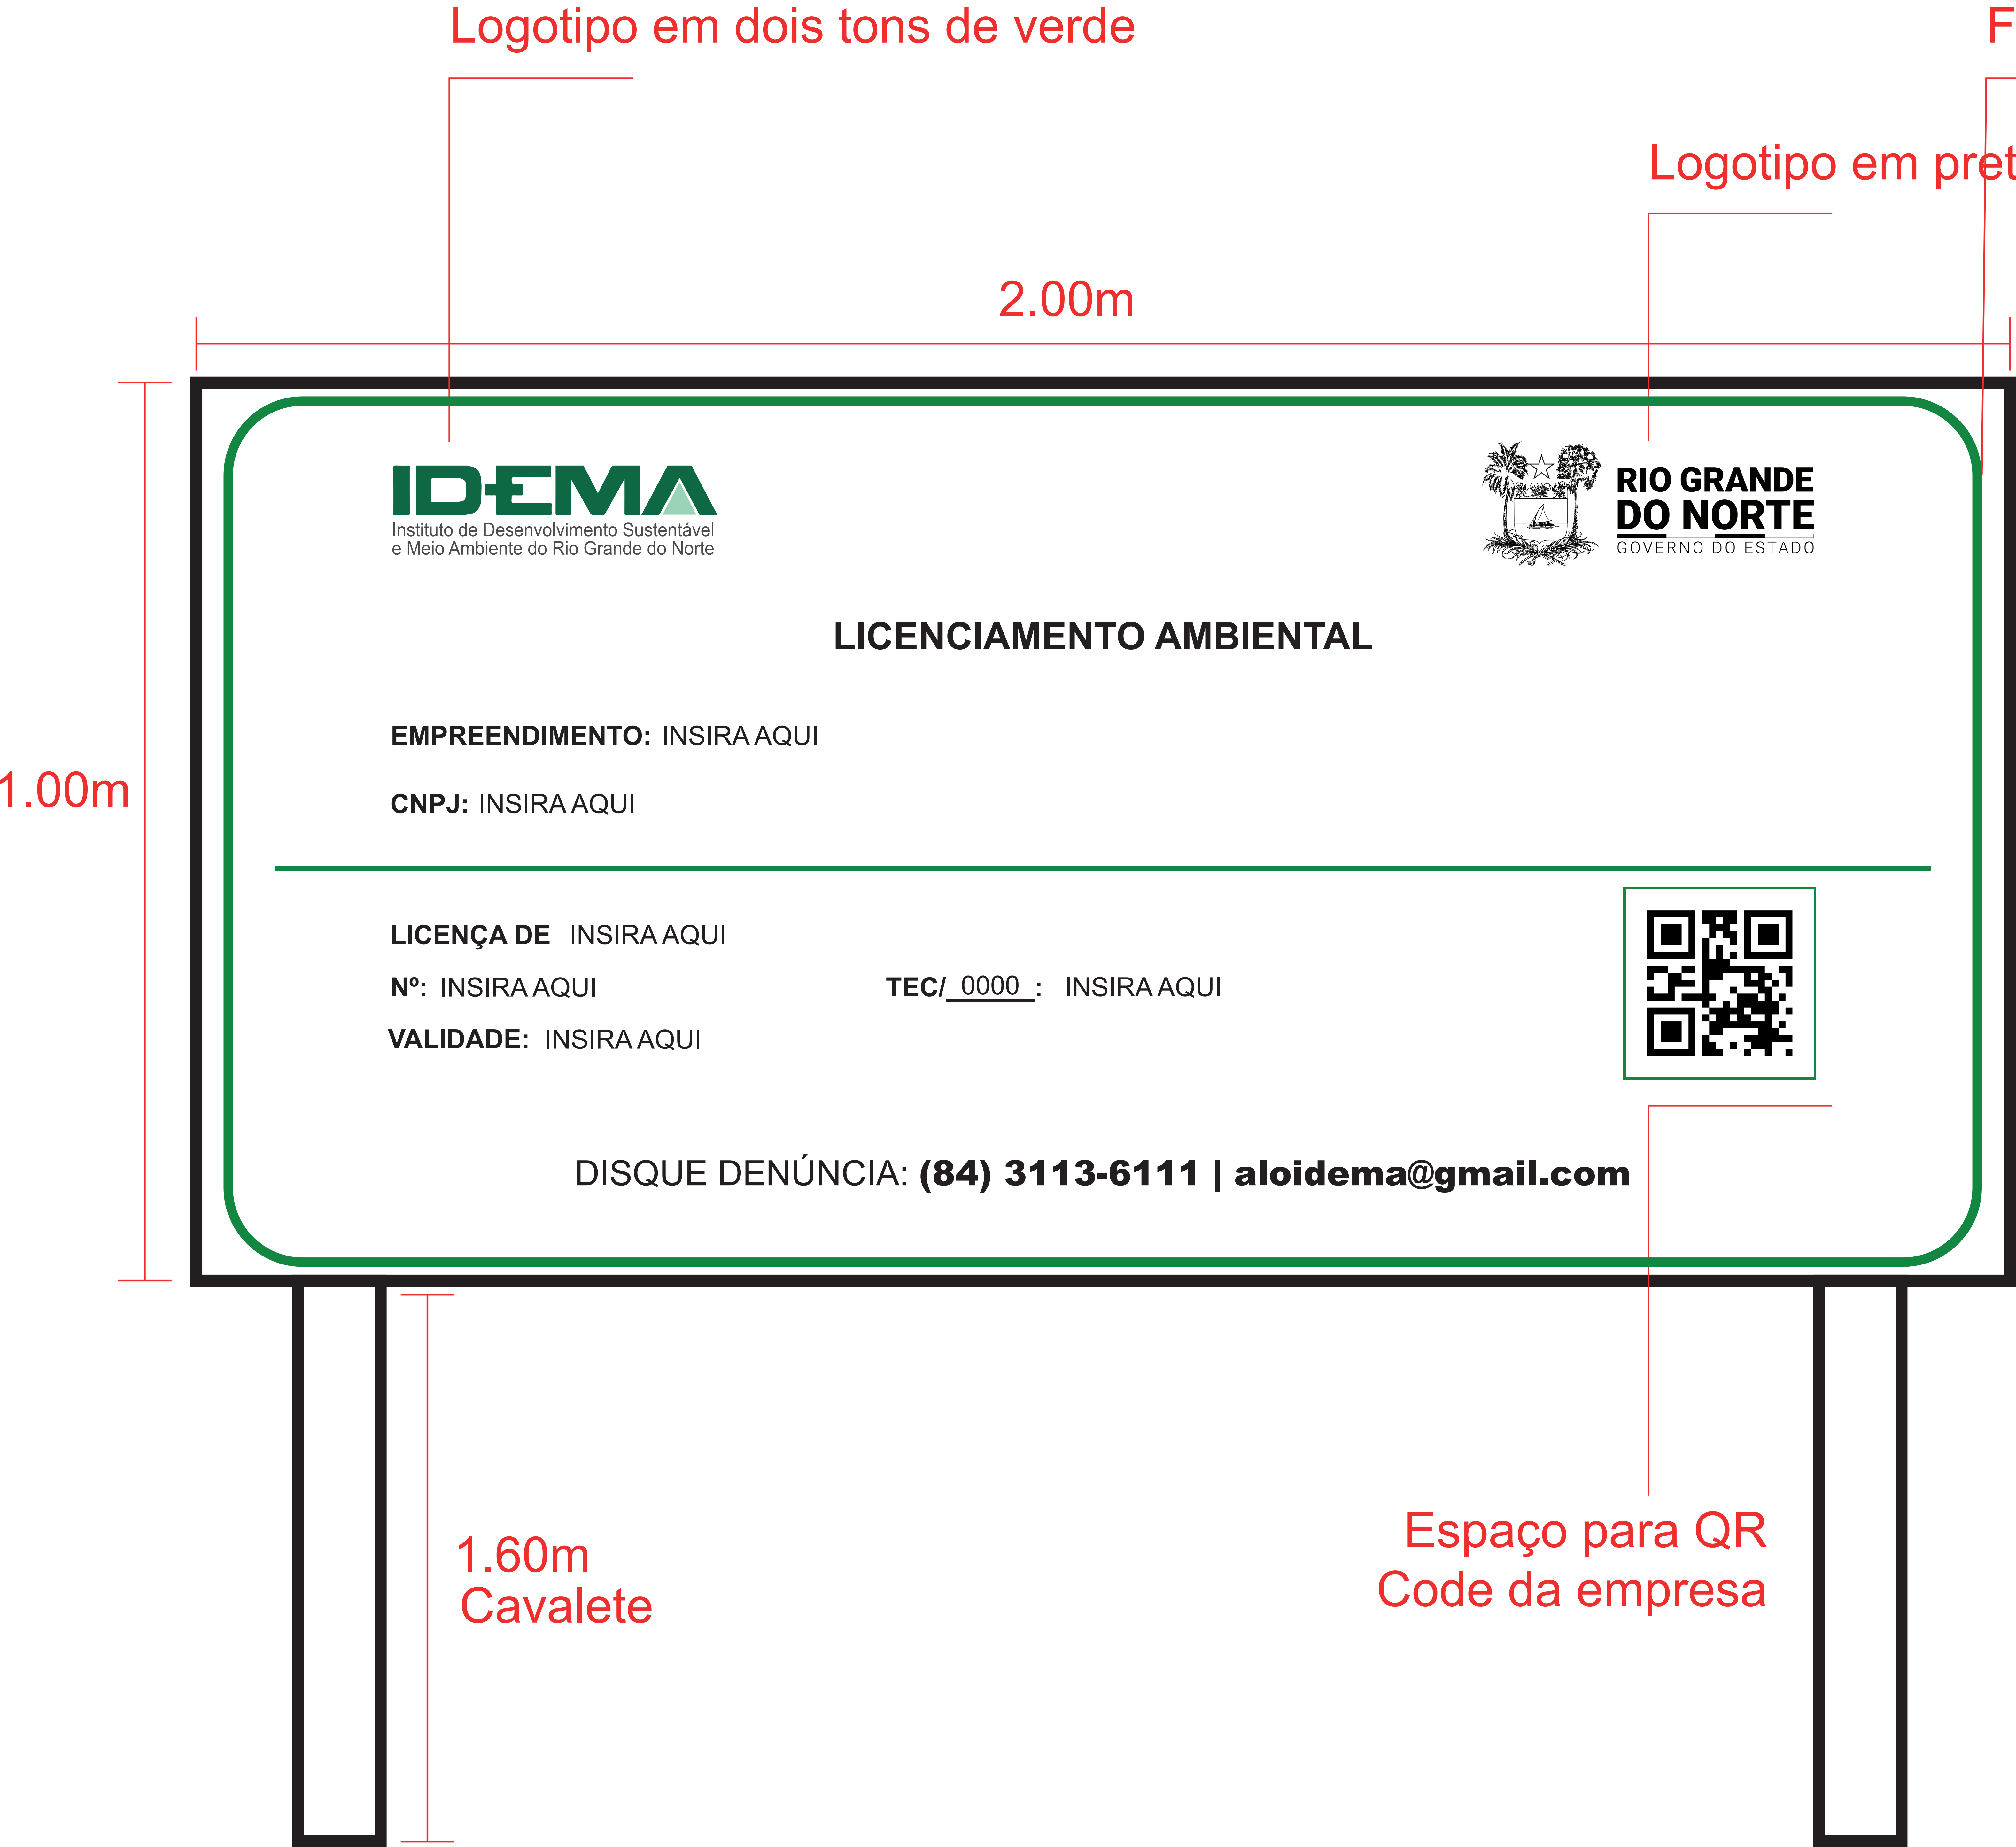 Logotipo em dois tons de verde
F
Logotipo em pret
2.00m
IDEMA
Instituto de Desenvolvimento Sustentável
e Meio Ambiente do Rio Grande do Norte
RIO GRANDE
DO NORTE
GOVERNO DO ESTADO
LICENCIAMENTO AMBIENTAL
EMPREENDIMENTO: INSIRA AQUI
1.00m
CNPJ: INSIRA AQUI
LICENÇA DE INSIRA AQUI
Nº: INSIRA AQUI TEC/ 0000 : INSIRA AQUI
VALIDADE: INSIRA AQUI
DISQUE DENÚNCIA: (84) 3113-6111 | aloidema@gmail.com
1.60m
Cavalete
Espaço para QR
Code da empresa